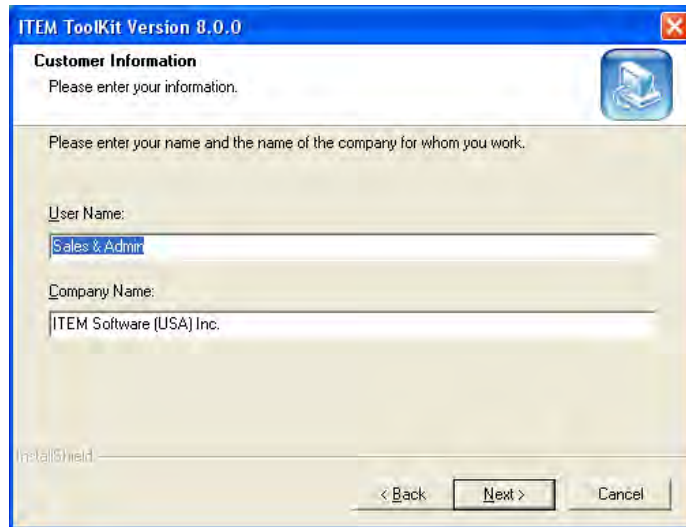 ITEM ToolKit Version 8.0.0
Customer Information
Please enter your information.
Please enter your name and the name of the company for whom you work.
User Name:
Sales & Admin
Company Name:
ITEM Software (USA) Inc.
InstallShield
< Back Next > Cancel